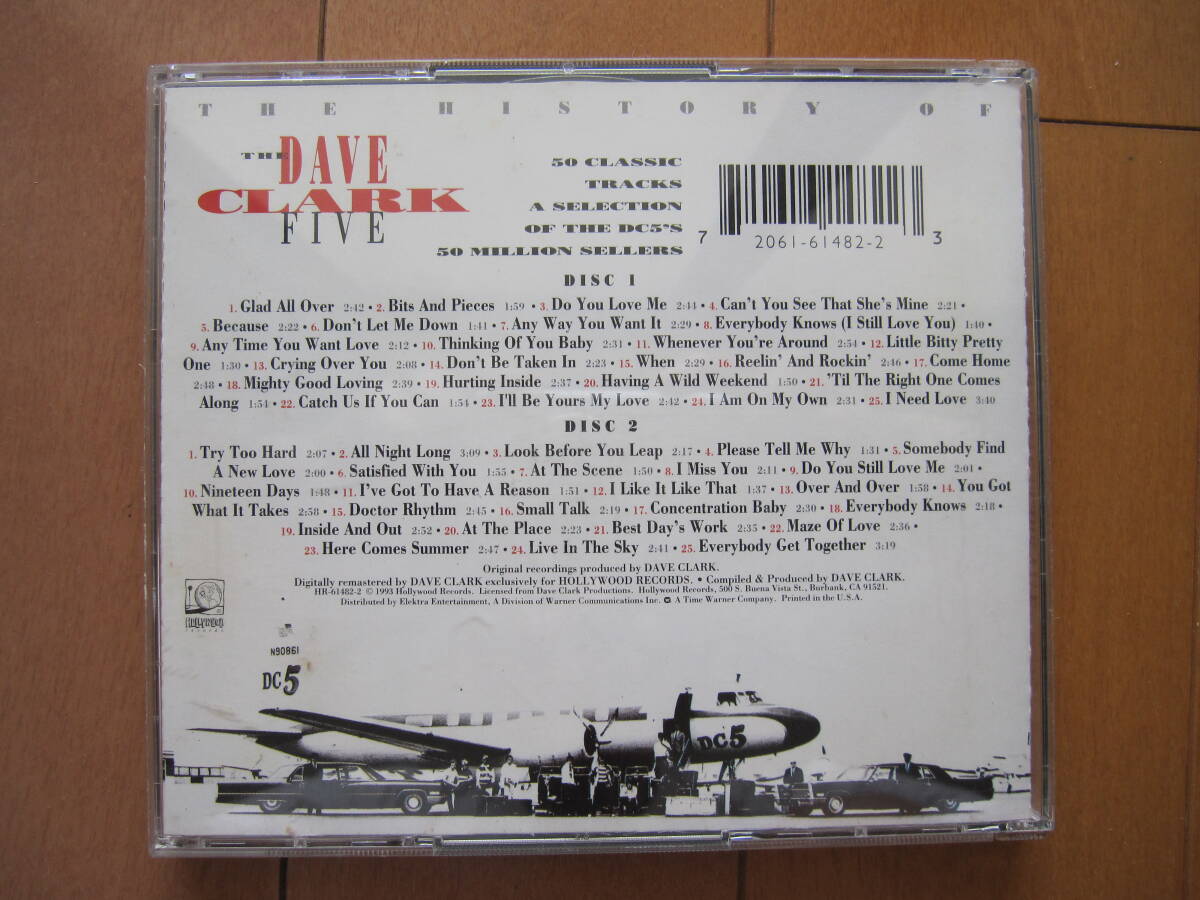 THE HISTORY OF
THE DAVE
CLARK
FIVE
50 CLASSIC
TRACKS
A SELECTION
OF THE DC5'S
50 MILLION SELLERS
7 2061-61482-2 3
DISC 1
1. Glad All Over 2:42 • 2. Bits And Pieces 1:59 • 3. Do You Love Me 2:44 • 4. Can't You See That She's Mine 2:21 •
5. Because 2:22 • 6. Don't Let Me Down 1:41 • 7. Any Way You Want It 2:29 • 8. Everybody Knows (I Still Love You) 1:40 •
9. Any Time You Want Love 2:12 • 10. Thinking Of You Baby 2:31 • 11. Whenever You're Around 2:54 • 12. Little Bitty Pretty
One 1:30 • 13. Crying Over You 2:08 • 14. Don't Be Taken In 2:23 • 15. When 2:29 • 16. Reelin' And Rockin' 2:46 • 17. Come Home
2:48 • 18. Mighty Good Loving 2:39 • 19. Hurting Inside 2:37 • 20. Having A Wild Weekend 1:50 • 21. 'Til The Right One Comes
Along 1:54 • 22. Catch Us If You Can 1:54 • 23. I'll Be Yours My Love 2:42 • 24. I Am On My Own 2:31 • 25. I Need Love 3:40
DISC 2
1. Try Too Hard 2:07 • 2. All Night Long 3:09 • 3. Look Before You Leap 2:17 • 4. Please Tell Me Why 1:31 • 5. Somebody Find
A New Love 2:00 • 6. Satisfied With You 1:55 • 7. At The Scene 1:50 • 8. I Miss You 2:11 • 9. Do You Still Love Me 2:01 •
10. Nineteen Days 1:48 • 11. I've Got To Have A Reason 1:51 • 12. I Like It Like That 1:37 • 13. Over And Over 1:58 • 14. You Got
What It Takes 2:58 • 15. Doctor Rhythm 2:45 • 16. Small Talk 2:19 • 17. Concentration Baby 2:30 • 18. Everybody Knows 2:18 •
19. Inside And Out 2:52 • 20. At The Place 2:23 • 21. Best Day's Work 2:35 • 22. Maze Of Love 2:36 •
23. Here Comes Summer 2:47 • 24. Live In The Sky 2:41 • 25. Everybody Get Together 3:19
Original recordings produced by DAVE CLARK.
Digitally remastered by DAVE CLARK exclusively for HOLLYWOOD RECORDS. • Compiled & Produced by DAVE CLARK.
HR-61482-2 © 1993 Hollywood Records. Licensed from Dave Clark Productions. Hollywood Records, 500 S. Buena Vista St., Burbank, CA 91521.
Distributed by Elektra Entertainment, A Division of Warner Communications Inc. A Time Warner Company. Printed in the U.S.A.
HOLLYWOOD
RECORDS
N90861
DC5
DC5